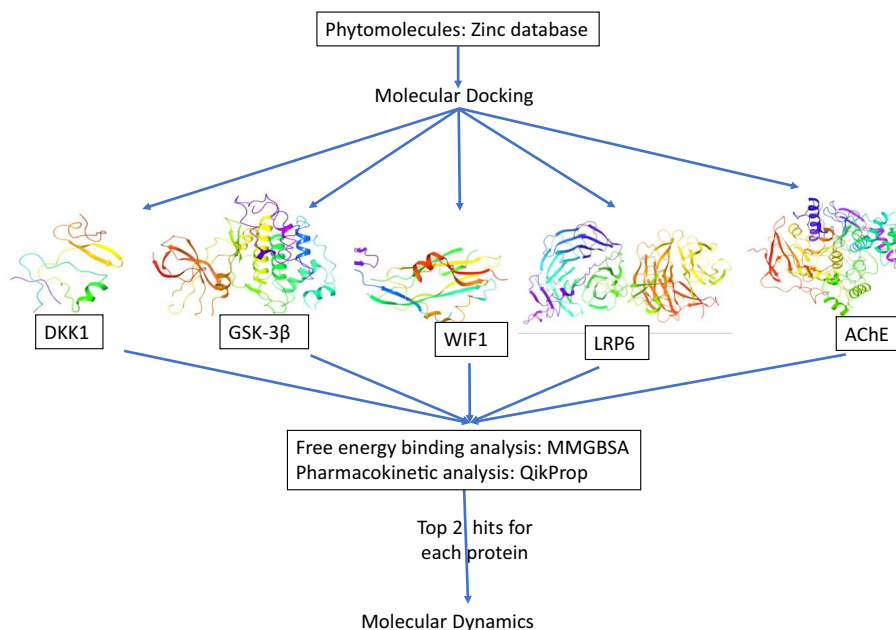 Phytomolecules: Zinc database
Molecular Docking
DKK1
GSK-3β
WIF1
LRP6
AChE
Free energy binding analysis: MMGBSA
Pharmacokinetic analysis: QikProp
Top 2 hits for
each protein
Molecular Dynamics